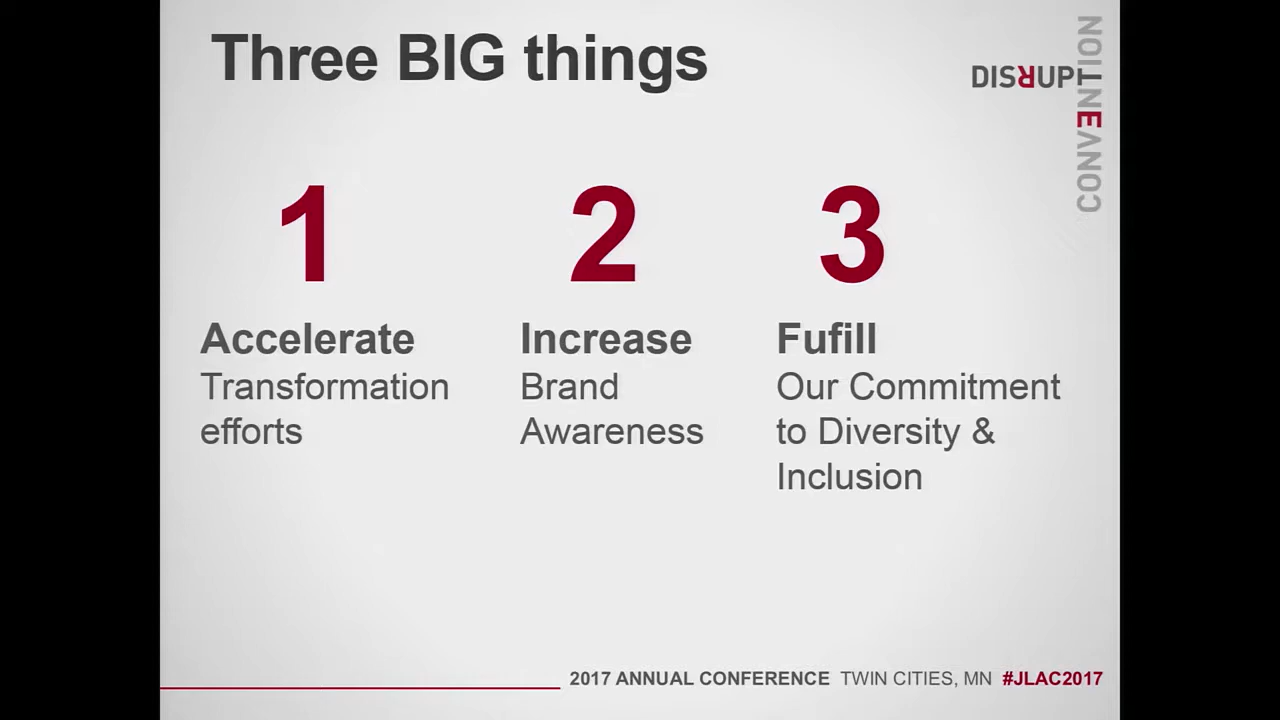 Three BIG things
DISRUPT
CONVENTION
1
2
3
Accelerate
Transformation
efforts
Increase
Brand
Awareness
Fufill
Our Commitment
to Diversity &
Inclusion
2017 ANNUAL CONFERENCE TWIN CITIES, MN #JLAC2017